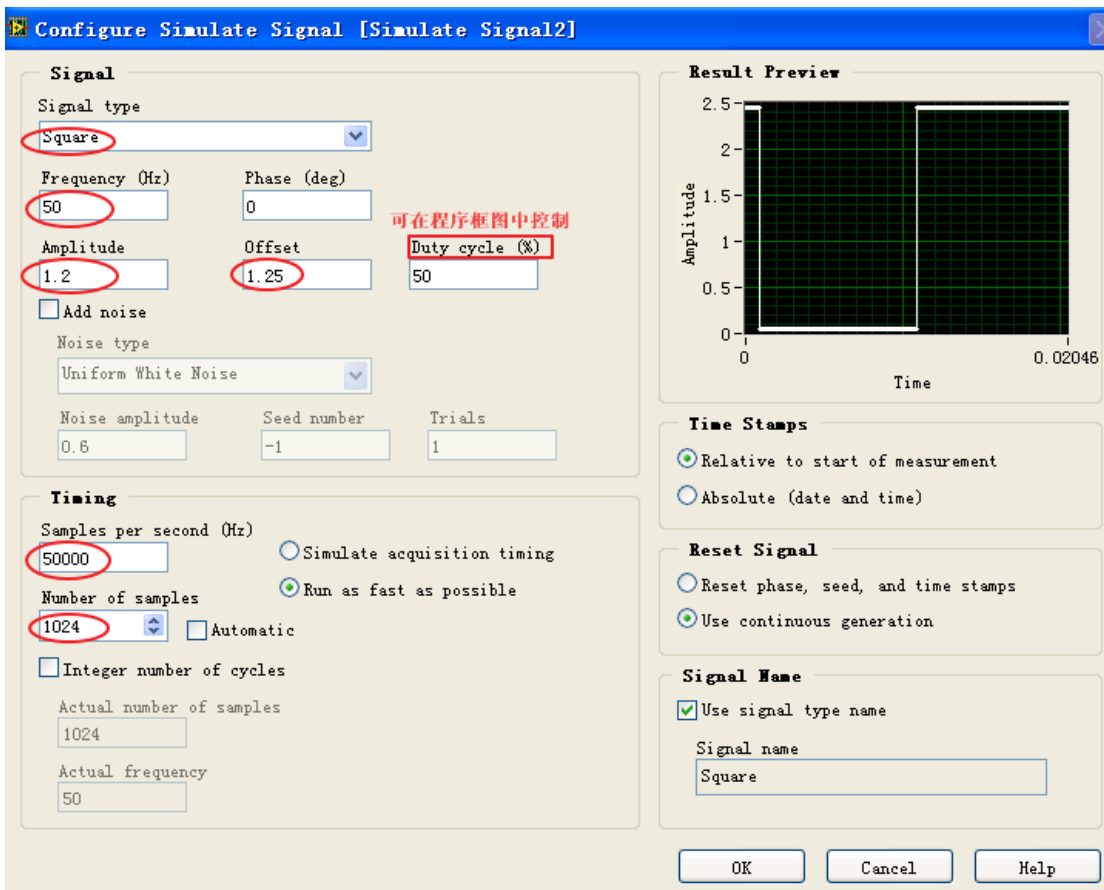 Configure Simulate Signal [Simulate Signal2]
Signal
Signal type
Square
Frequency (Hz)
Phase (deg)
50
0
可在程序框图中控制
Amplitude
Offset
Duty cycle (%)
1.2
1.25
50
Add noise
Noise type
Uniform White Noise
Noise amplitude
Seed number
Trials
0.6
-1
1
Timing
Samples per second (Hz)
50000
Simulate acquisition timing
Run as fast as possible
Number of samples
1024
Automatic
Integer number of cycles
Actual number of samples
1024
Actual frequency
50
Result Preview
2.5
2
1.5
1
0.5
0
Amplitude
0
0.02046
Time
Time Stamps
Relative to start of measurement
Absolute (date and time)
Reset Signal
Reset phase, seed, and time stamps
Use continuous generation
Signal Name
Use signal type name
Signal name
Square
OK
Cancel
Help